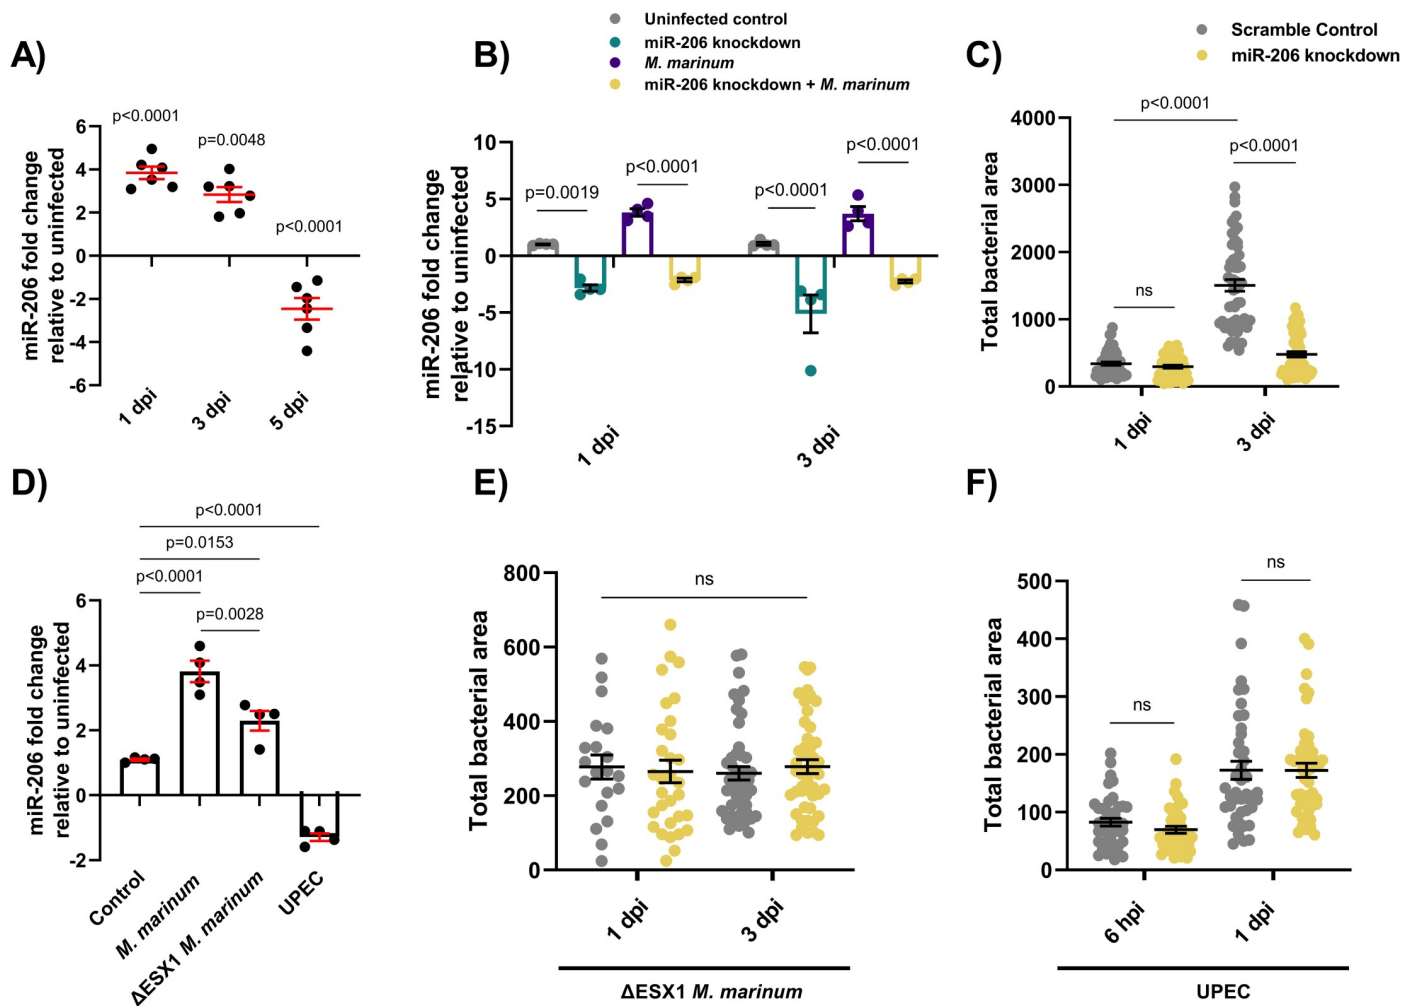 A)
miR-206 fold change
relative to uninfected
6
4
2
0
-2
-4
-6
p<0.0001
p=0.0048
p<0.0001
1 dpi
3 dpi
5 dpi
B)
Uninfected control
miR-206 knockdown
M. marinum
miR-206 knockdown + M. marinum
miR-206 fold change
relative to uninfected
10
5
0
-5
-10
-15
p=0.0019
p<0.0001
p<0.0001
p<0.0001
1 dpi
3 dpi
C)
Scramble Control
miR-206 knockdown
Total bacterial area
4000
3000
2000
1000
0
p<0.0001
p<0.0001
ns
1 dpi
3 dpi
D)
miR-206 fold change
relative to uninfected
6
4
2
0
-2
p<0.0001
p=0.0153
p<0.0001
p=0.0028
Control
M. marinum
ΔESX1 M. marinum
UPEC
E)
Total bacterial area
800
600
400
200
0
ns
1 dpi
3 dpi
ΔESX1 M. marinum
F)
Total bacterial area
500
400
300
200
100
0
ns
ns
6 hpi
1 dpi
UPEC